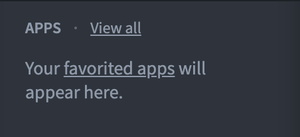 APPS · View all
Your favorited apps will
appear here.